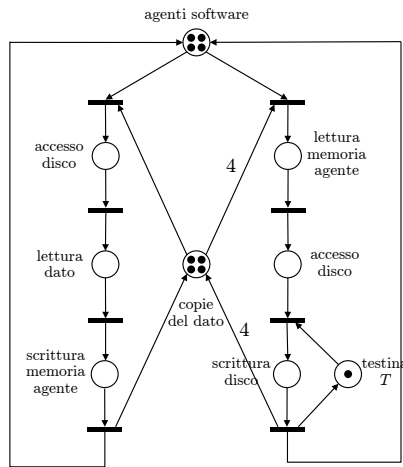 agenti software
accesso
disco
lettura
memoria
agente
4
lettura
dato
accesso
disco
copie
del dato
4
scrittura
memoria
agente
scrittura
disco
testina
T